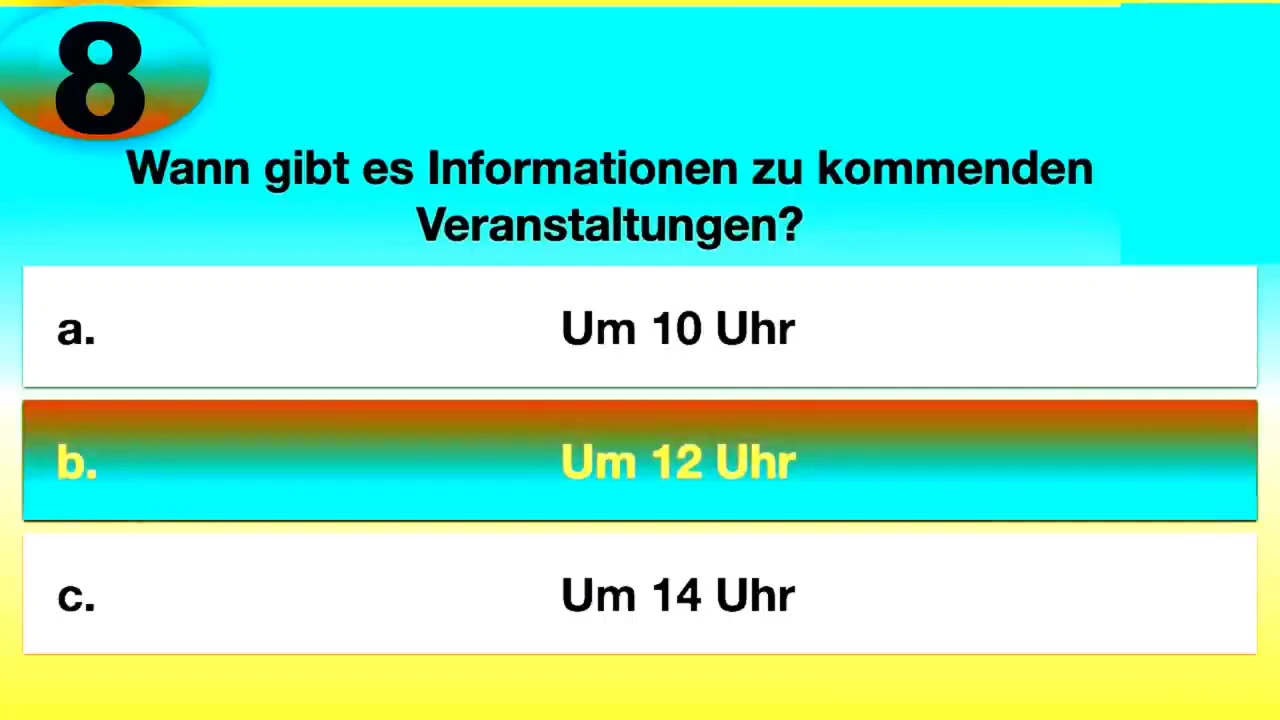 8
Wann gibt es Informationen zu kommenden
Veranstaltungen?
a. Um 10 Uhr
b. Um 12 Uhr
c. Um 14 Uhr